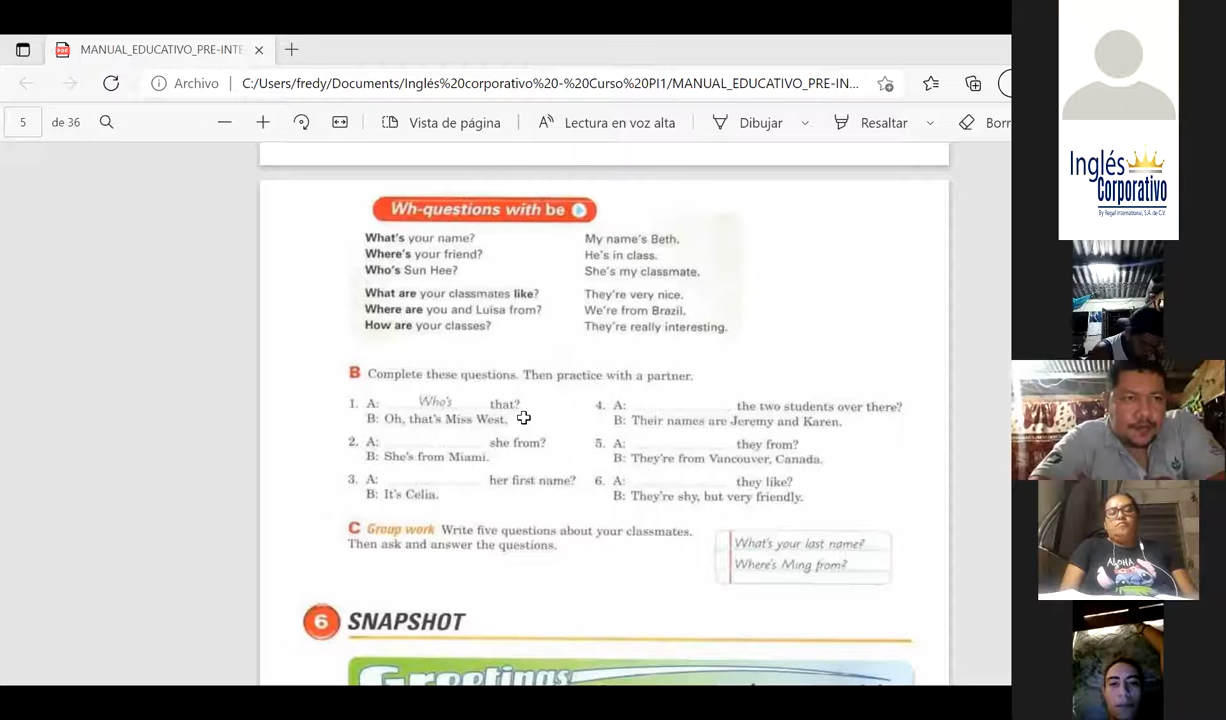 MANUAL_EDUCATIVO_PRE-INTE
Archivo
C:/Users/fredy/Documents/Inglés%20corporativo%20-%20Curso%20PI1/MANUAL_EDUCATIVO_PRE-IN...
5 de 36
Vista de página
Lectura en voz alta
Dibujar
Resaltar
Borr
Wh-questions with be
What's your name? My name's Beth.
Where's your friend? He's in class.
Who's Sun Hee? She's my classmate.
What are your classmates like? They're very nice.
Where are you and Luisa from? We're from Brazil.
How are your classes? They're really interesting.
B Complete these questions. Then practice with a partner.
1. A: Who's that?
B: Oh, that's Miss West.
2. A: she from?
B: She's from Miami.
3. A: her first name?
B: It's Celia.
4. A: the two students over there?
B: Their names are Jeremy and Karen.
5. A: they from?
B: They're from Vancouver, Canada.
6. A: they like?
B: They're shy, but very friendly.
C Group work Write five questions about your classmates.
Then ask and answer the questions.
What's your last name?
Where's Ming from?
6 SNAPSHOT
Greetings
Inglés
Corporativo
By Regal International, S.A. de C.V.
ALOHA